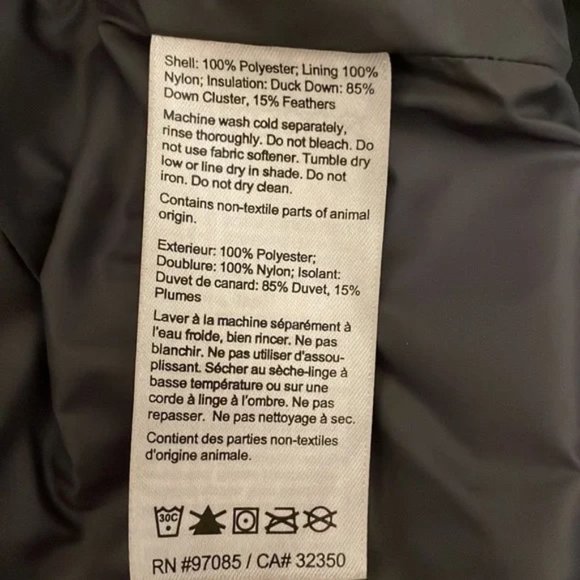 Shell: 100% Polyester; Lining 100%
Nylon; Insulation: Duck Down: 85%
Down Cluster, 15% Feathers
Machine wash cold separately,
rinse thoroughly. Do not bleach. Do
not use fabric softener. Tumble dry
low or line dry in shade. Do not
iron. Do not dry clean.
Contains non-textile parts of animal
origin.
Exterieur: 100% Polyester;
Doublure: 100% Nylon; Isolant:
Duvet de canard: 85% Duvet, 15%
Plumes
Laver à la machine séparément à
l'eau froide, bien rincer. Ne pas
blanchir. Ne pas utiliser d'assou-
plissant. Sécher au sèche-linge à
basse température ou sur une
corde à linge à l'ombre. Ne pas
repasser. Ne pas nettoyage à sec.
Contient des parties non-textiles
d'origine animale.
30C
RN #97085 / CA# 32350